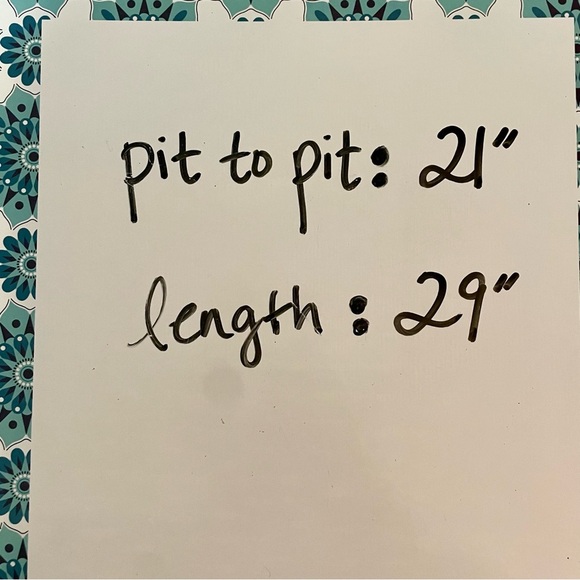 pit to pit: 21"
length: 29"